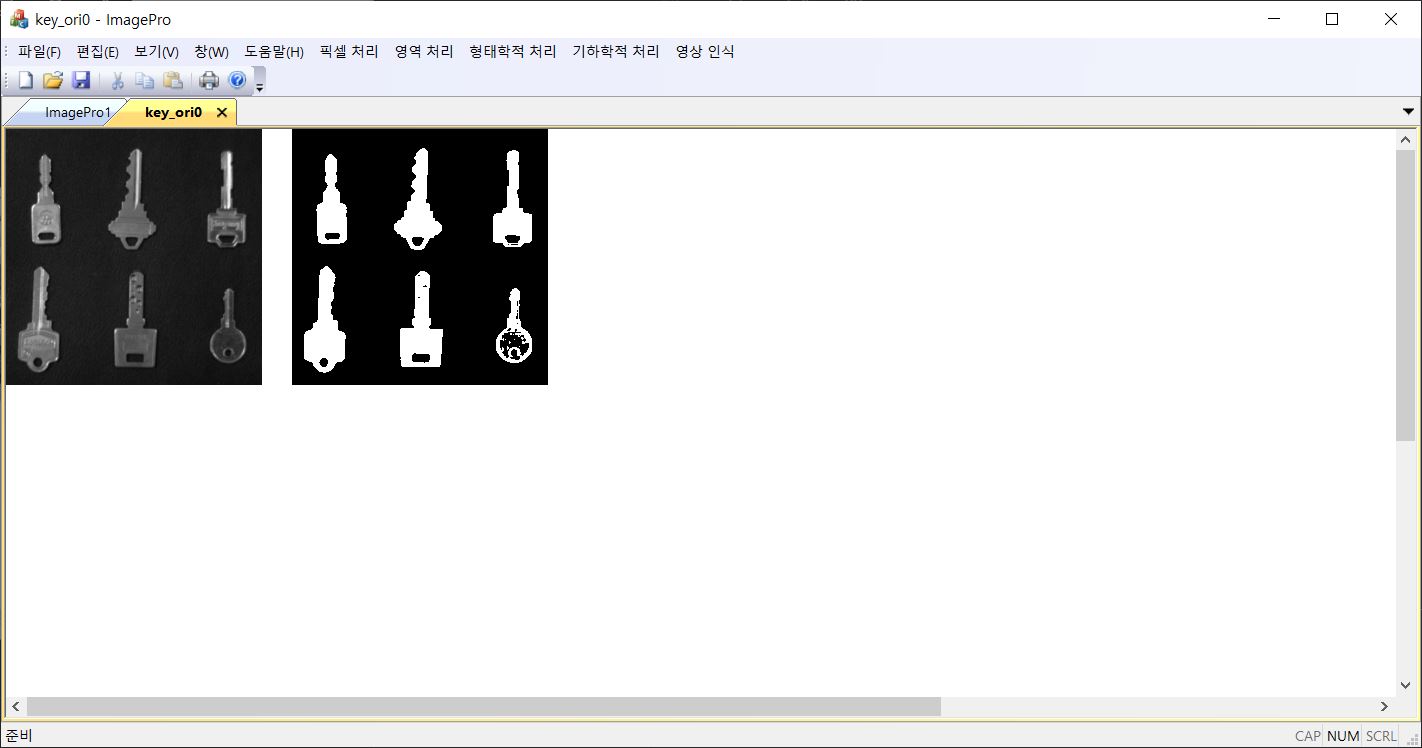 key_ori0 - ImagePro
파일(F) 편집(E) 보기(V) 창(W) 도움말(H) 픽셀 처리 영역 처리 형태학적 처리 기하학적 처리 영상 인식
ImagePro1 key_ori0
준비 CAP NUM SCRL